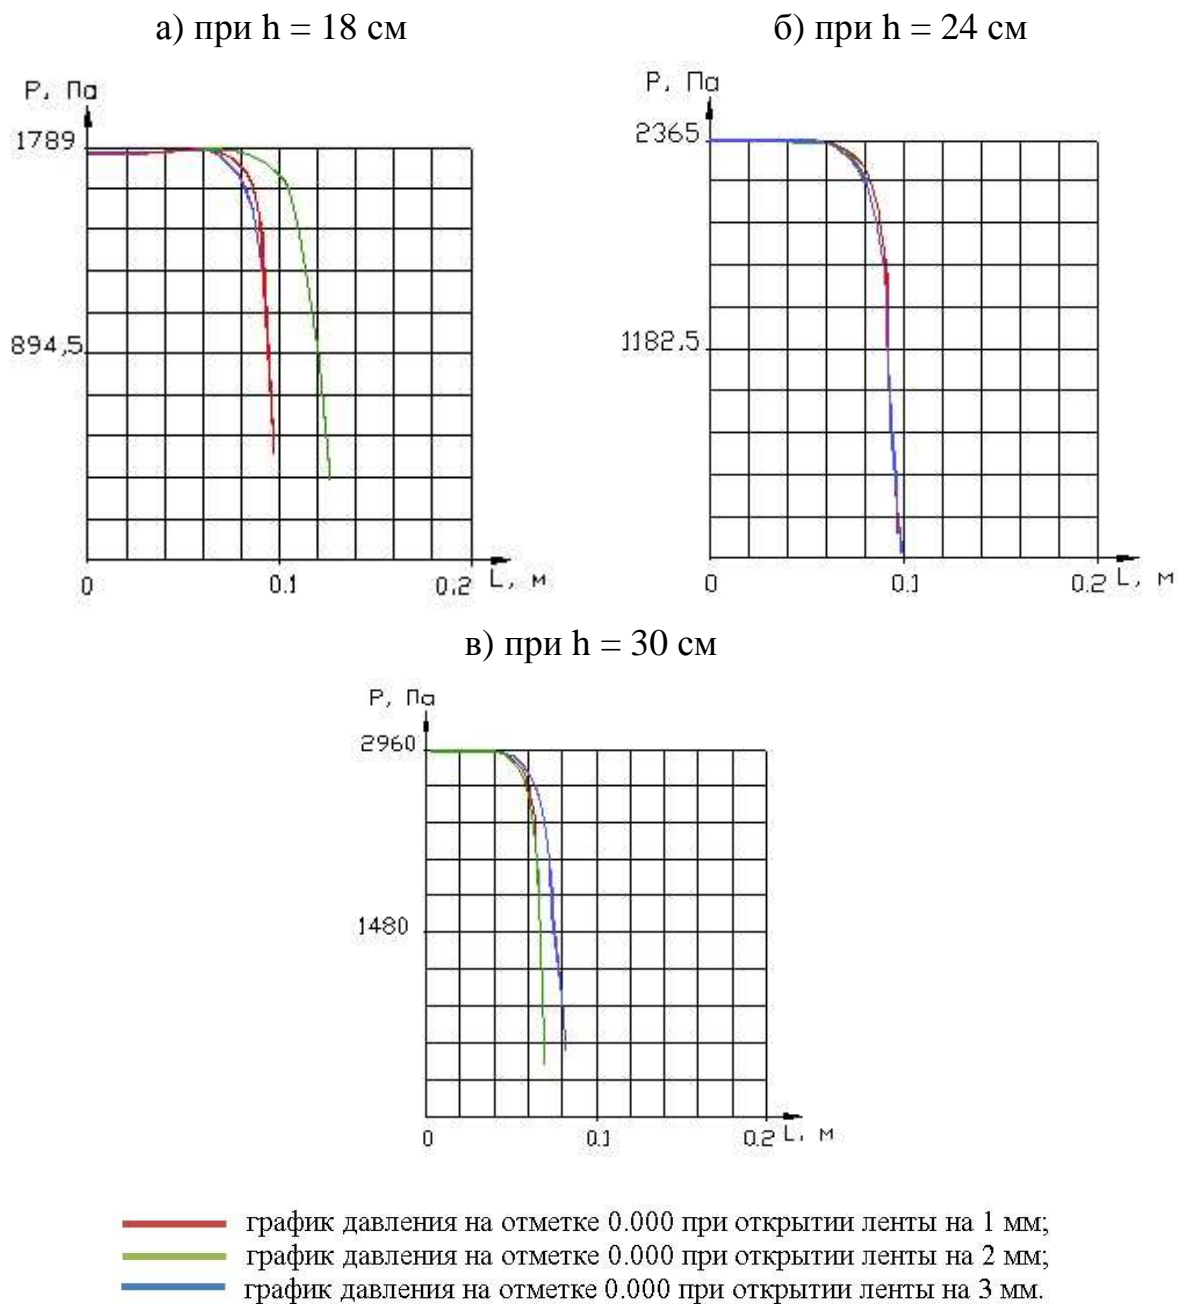 а) при h = 18 см
б) при h = 24 см
P, Па
1789
894,5
0
0.1
0.2
L, м
P, Па
2365
1182.5
0
0.1
0.2
L, м
в) при h = 30 см
P, Па
2960
1480
0
0.1
0.2
L, м
график давления на отметке 0.000 при открытии ленты на 1 мм;
график давления на отметке 0.000 при открытии ленты на 2 мм;
график давления на отметке 0.000 при открытии ленты на 3 мм.